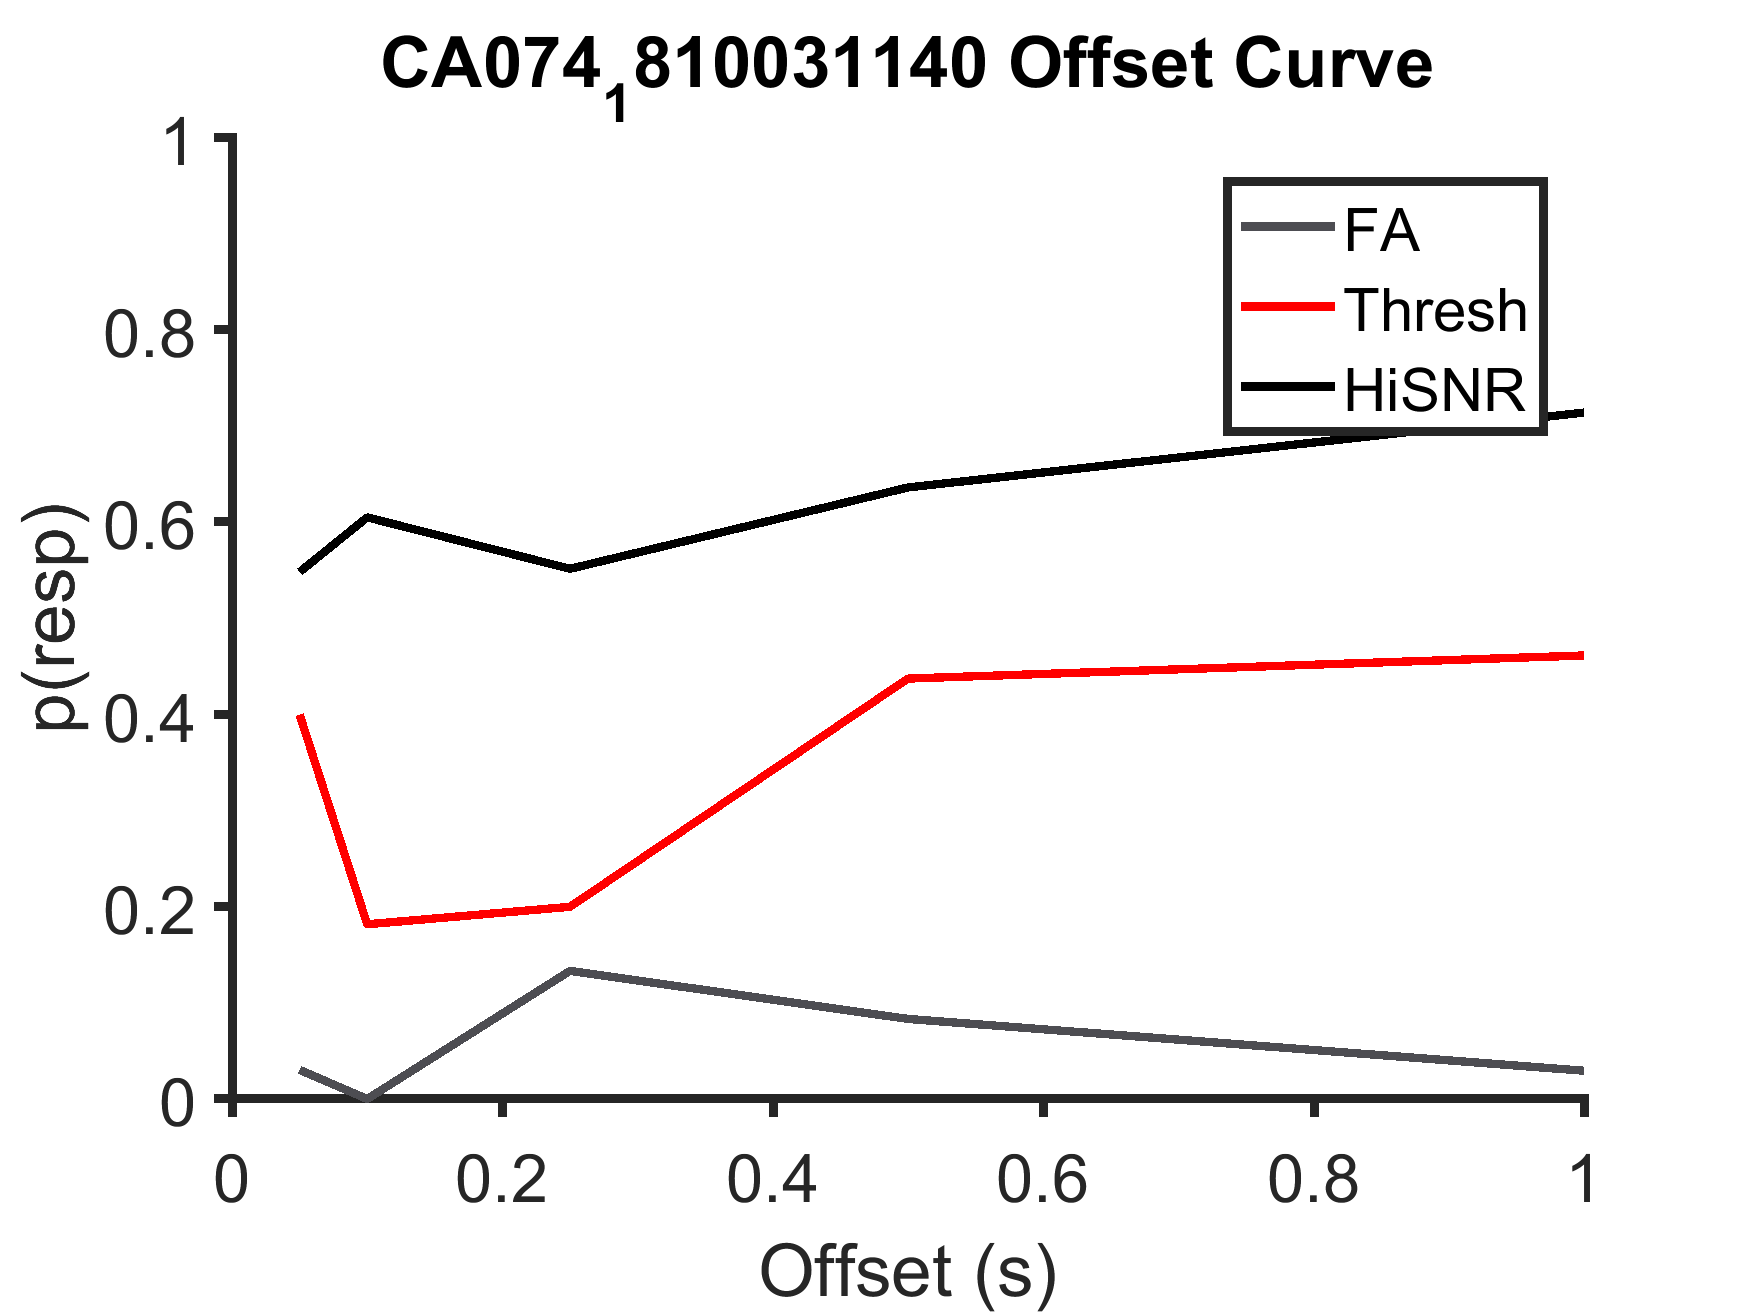 CA074₁810031140 Offset Curve
1
0.8
0.6
0.4
0.2
0
p(resp)
FA
Thresh
HiSNR
0 0.2 0.4 0.6 0.8 1
Offset (s)